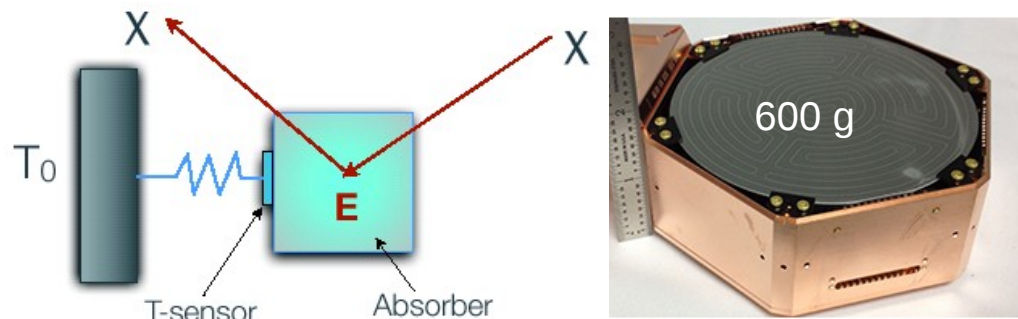 X
X
T₀
E
T-sensor
Absorber
600 g